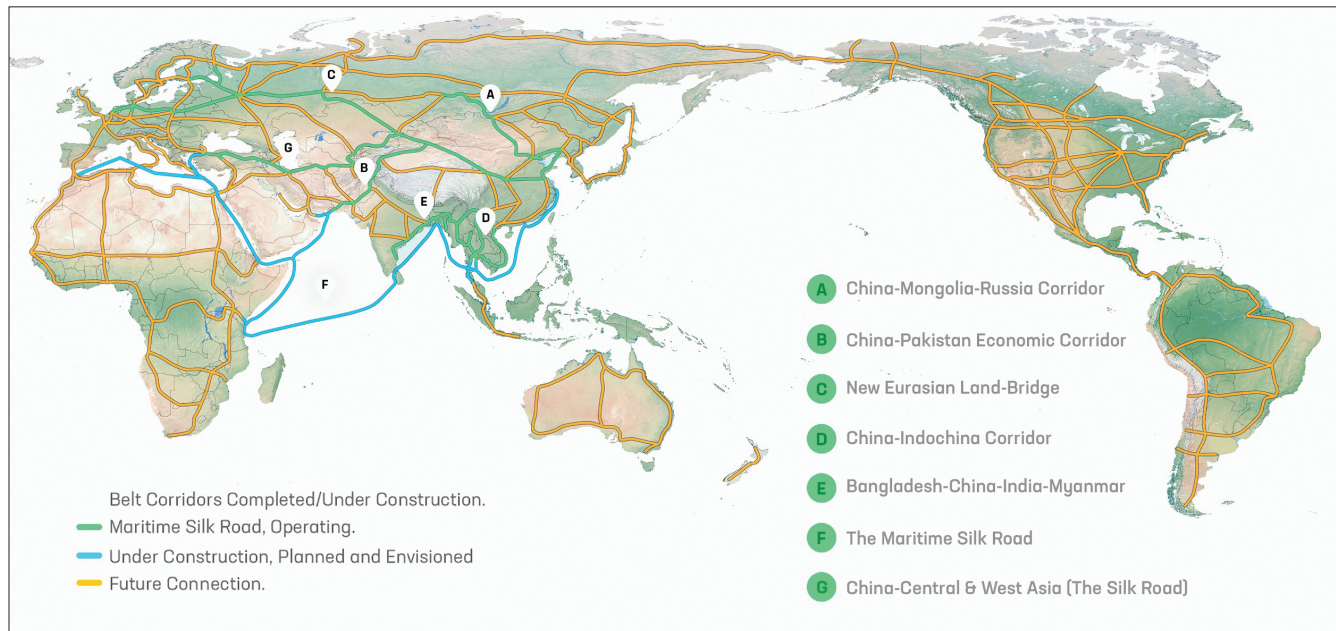 C
A
G
B
E
D
F
A China-Mongolia-Russia Corridor
B China-Pakistan Economic Corridor
C New Eurasian Land-Bridge
D China-Indochina Corridor
E Bangladesh-China-India-Myanmar
F The Maritime Silk Road
G China-Central & West Asia (The Silk Road)
Belt Corridors Completed/Under Construction.
Maritime Silk Road, Operating.
Under Construction, Planned and Envisioned
Future Connection.